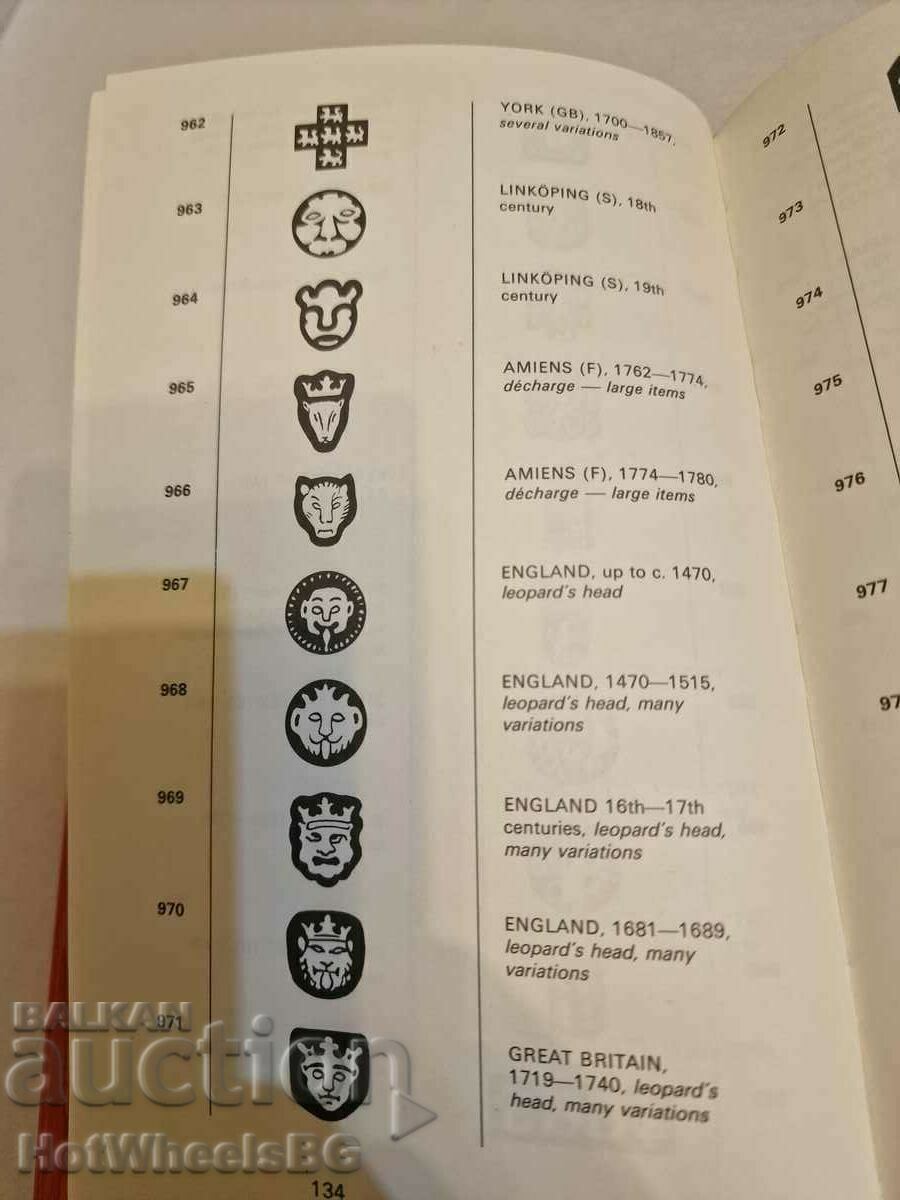 962
YORK (GB), 1700—1857,
several variations
963
LINKÖPING (S), 18th
century
964
LINKÖPING (S), 19th
century
965
AMIENS (F), 1762—1774,
décharge — large items
966
AMIENS (F), 1774—1780,
décharge — large items
967
ENGLAND, up to c. 1470,
leopard's head
968
ENGLAND, 1470—1515,
leopard's head, many
variations
969
ENGLAND 16th—17th
centuries, leopard's head,
many variations
970
ENGLAND, 1681—1689,
leopard's head, many
variations
971
GREAT BRITAIN,
1719—1740, leopard's
head, many variations
134
972
973
974
975
976
977
97
BALKAN
auction
HotWheelsBG